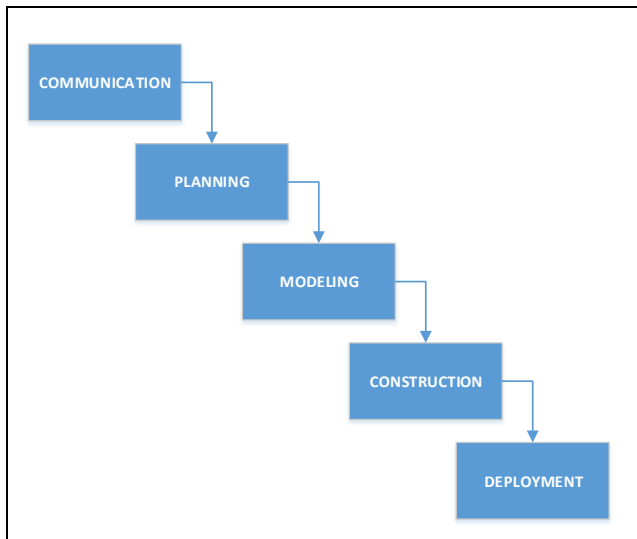 COMMUNICATION
PLANNING
MODELING
CONSTRUCTION
DEPLOYMENT